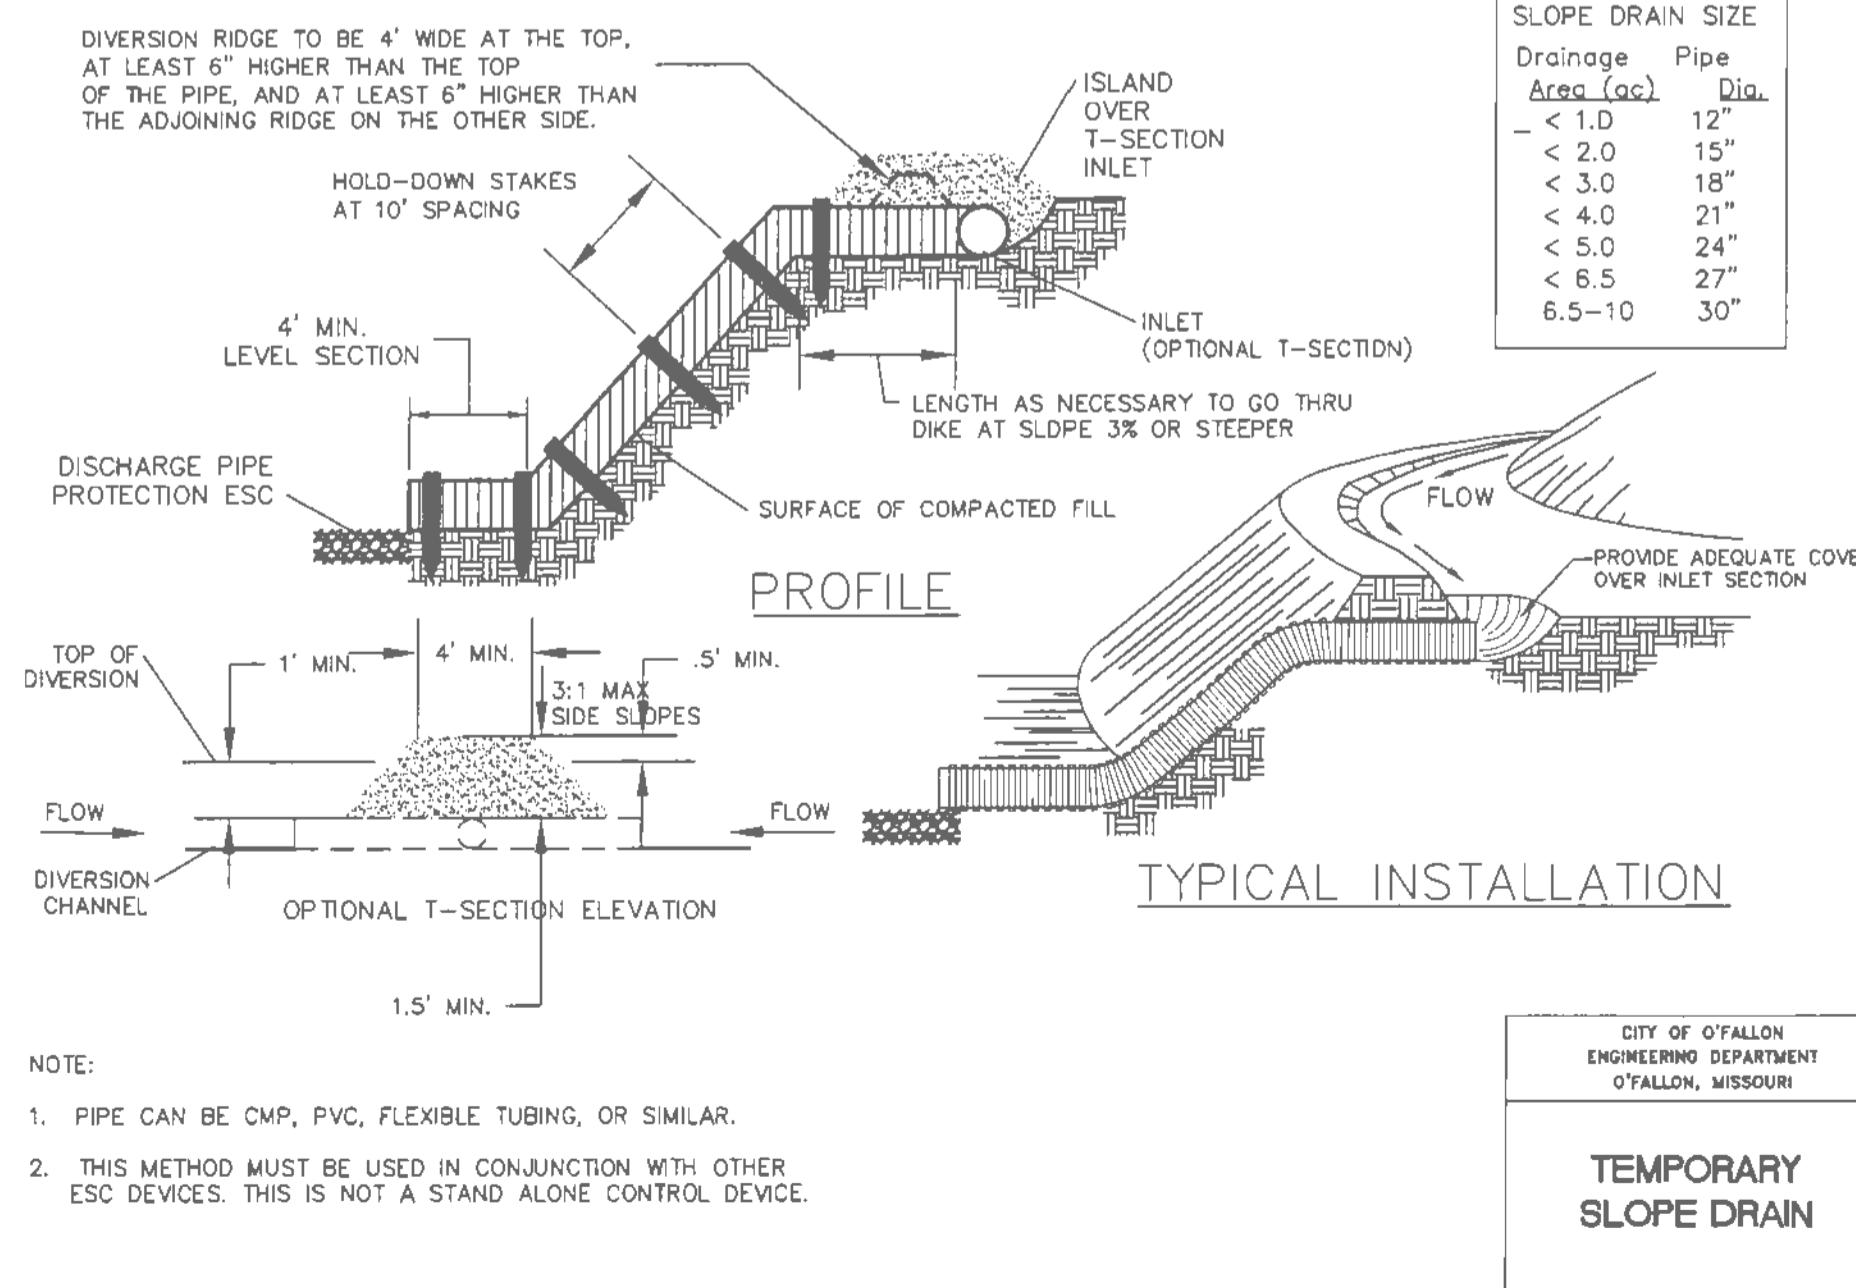 DIVERSION RIDGE TO BE 4' WIDE AT THE TOP,
AT LEAST 6" HIGHER THAN THE TOP
OF THE PIPE, AND AT LEAST 6" HIGHER THAN
THE ADJOINING RIDGE ON THE OTHER SIDE.
HOLD-DOWN STAKES
AT 10' SPACING
ISLAND
OVER
T-SECTION
INLET
SLOPE DRAIN SIZE
Drainage Pipe
Area (ac) Dia.
_ < 1.D 12"
< 2.0 15"
< 3.0 18"
< 4.0 21"
< 5.0 24"
< 6.5 27"
6.5-10 30"
4' MIN.
LEVEL SECTION
INLET
(OPTIONAL T-SECTIDN)
LENGTH AS NECESSARY TO GO THRU
DIKE AT SLDPE 3% OR STEEPER
DISCHARGE PIPE
PROTECTION ESC
SURFACE OF COMPACTED FILL
PROFILE
FLOW
PROVIDE ADEQUATE COVE
OVER INLET SECTION
TOP OF
DIVERSION
1' MIN.
4' MIN.
.5' MIN.
3:1 MAX
SIDE SLOPES
FLOW
FLOW
DIVERSION
CHANNEL
OPTIONAL T-SECTION ELEVATION
1.5' MIN.
TYPICAL INSTALLATION
NOTE:
1. PIPE CAN BE CMP, PVC, FLEXIBLE TUBING, OR SIMILAR.
2. THIS METHOD MUST BE USED IN CONJUNCTION WITH OTHER
ESC DEVICES. THIS IS NOT A STAND ALONE CONTROL DEVICE.
CITY OF O'FALLON
ENGINEERING DEPARTMENT
O'FALLON, MISSOURI
TEMPORARY
SLOPE DRAIN